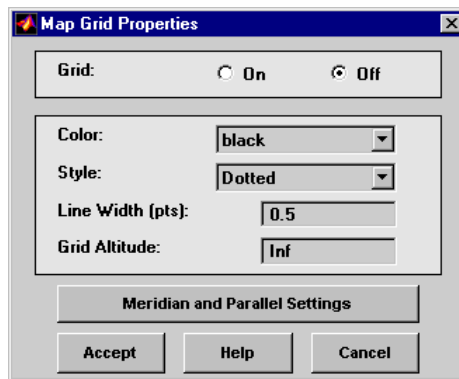 Map Grid Properties
Grid: On Off
Color: black
Style: Dotted
Line Width (pts): 0.5
Grid Altitude: Inf
Meridian and Parallel Settings
Accept Help Cancel